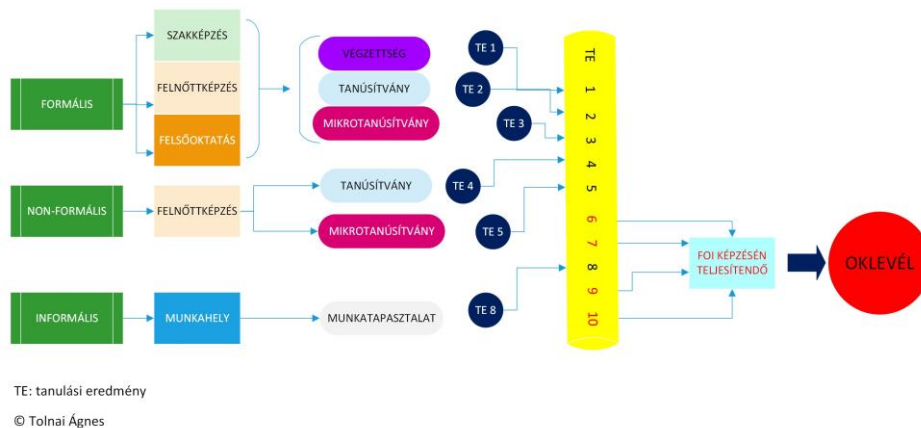 SZAKKÉPZÉS
FORMÁLIS
FELNŐTTKÉPZÉS
FELSŐOKTATÁS
VÉGZETTSÉG
TANÚSÍTVÁNY
MIKROTANÚSÍTVÁNY
TE 1
TE 2
TE 3
NON-FORMÁLIS
FELNŐTTKÉPZÉS
TANÚSÍTVÁNY
MIKROTANÚSÍTVÁNY
TE 4
TE 5
INFORMÁLIS
MUNKAHELY
MUNKATAPASZTALAT
TE 8
TE 1 2 3 4 5 6 7 8 9 10
FOI KÉPZÉSÉN
TELJESÍTENDŐ
OKLEVÉL
TE: tanulási eredmény
© Tolnai Ágnes